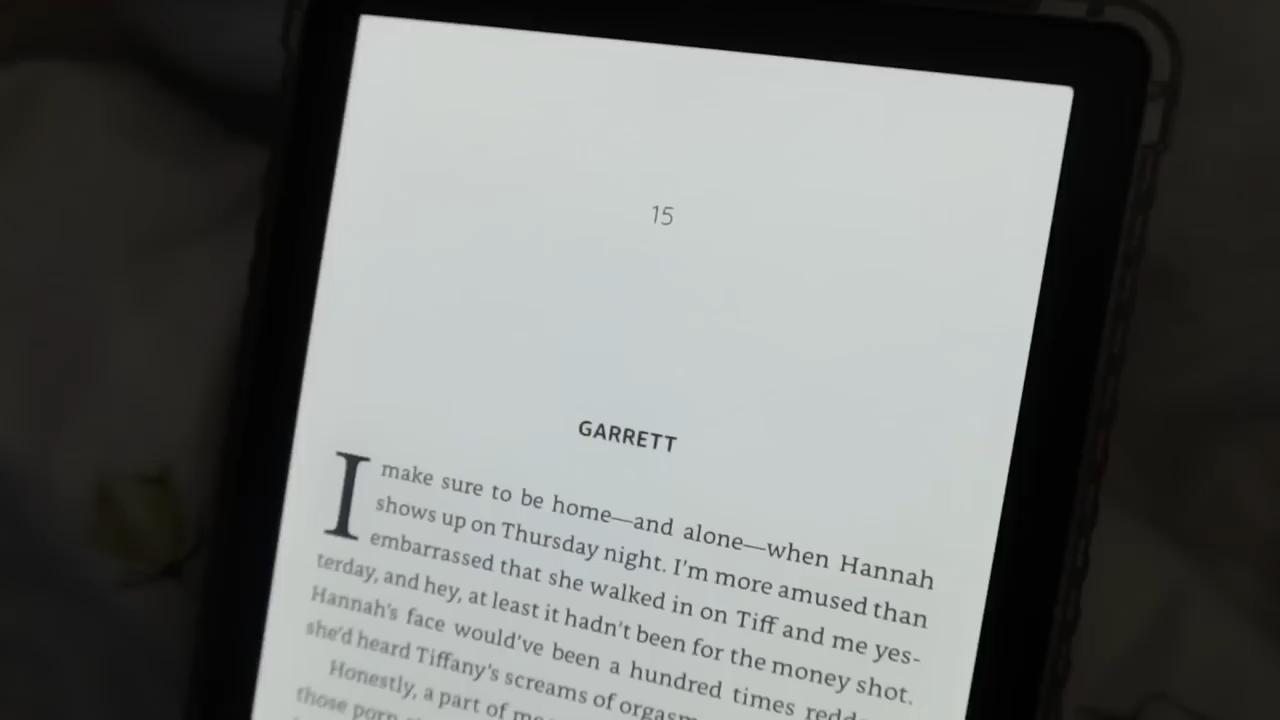 15
GARRETT
I make sure to be home—and alone—when Hannah
shows up on Thursday night. I'm more amused than
embarrassed that she walked in on Tiff and me yes-
terday, and hey, at least it hadn't been for the money shot.
Hannah's face would've been a hundred times
she'd heard Tiffany's screams of
Honestly, a part of
those porn